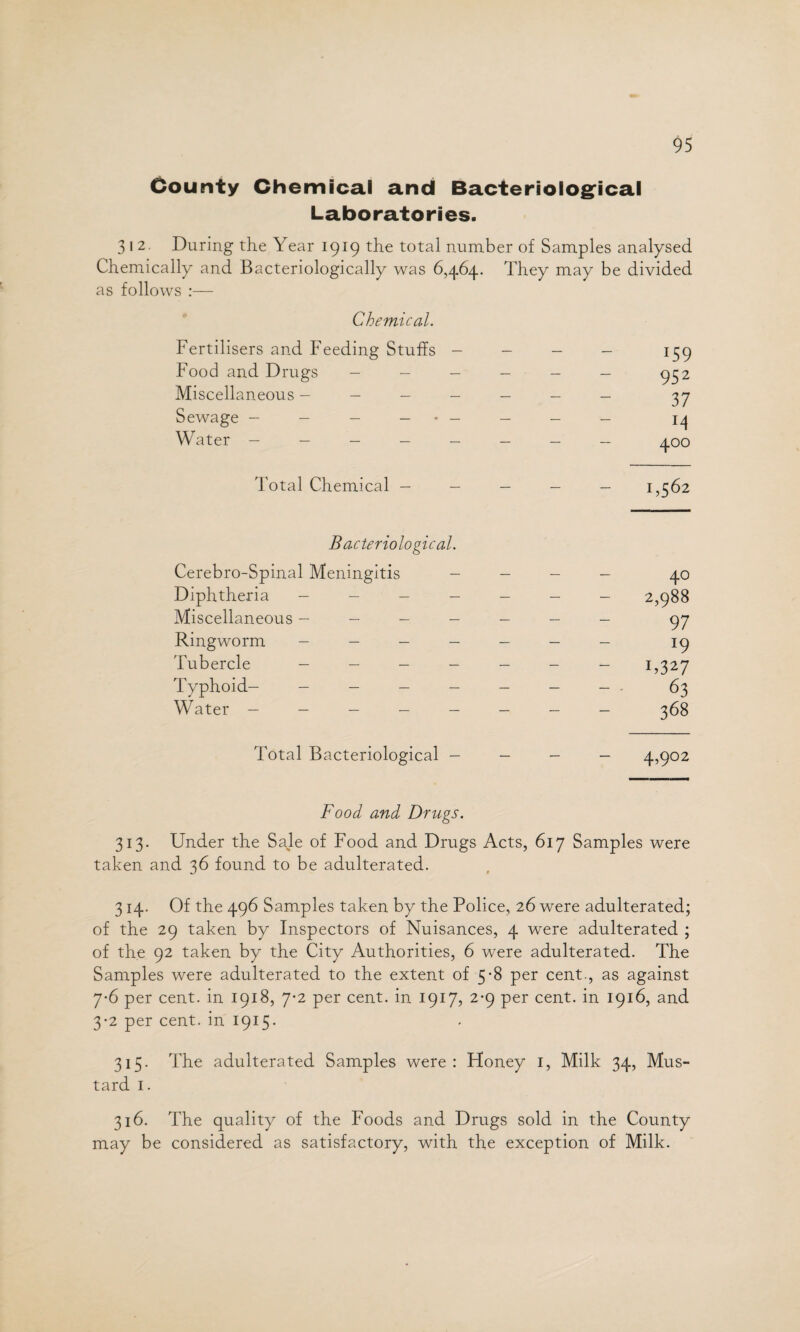 95
County Chemical and Bacteriological
Laboratories.
312. During the Year 1919 the total number of Samples analysed
Chemically and Bacteriologically was 6,464. They may be divided
as follows :—
Chemical.
Fertilisers and Feeding Stuffs – – – – 159
Food and Drugs – – – – – – 952
Miscellaneous – – – – – – – 37
Sewage – – – – – – – – 14
Water – – – – – – – – 400
Total Chemical – – – – – 1,562
Bacteriological.
Cerebro-Spinal Meningitis – – – – 40
Diphtheria – – – – – – – 2,988
Miscellaneous – – – – – – – 97
Ringworm – – – – – – – 19
Tubercle – – – – – – – 1,327
Typhoid– – – – – – – – 63
Water – – – – – – – – 368
Total Bacteriological – – – – 4,902
Food and Drugs.
313. Under the Sale of Food and Drugs Acts, 617 Samples were
taken and 36 found to be adulterated.
314. Of the 496 Samples taken by the Police, 26 were adulterated;
of the 29 taken by Inspectors of Nuisances, 4 were adulterated ;
of the 92 taken by the City Authorities, 6 were adulterated. The
Samples were adulterated to the extent of 5·8 per cent., as against
7·6 per cent. in 1918, 7·2 per cent. in 1917, 2·9 per cent. in 1916, and
3·2 per cent. in 1915.
315. The adulterated Samples were : Honey 1, Milk 34, Mus-
tard 1.
316. The quality of the Foods and Drugs sold in the County
may be considered as satisfactory, with the exception of Milk.